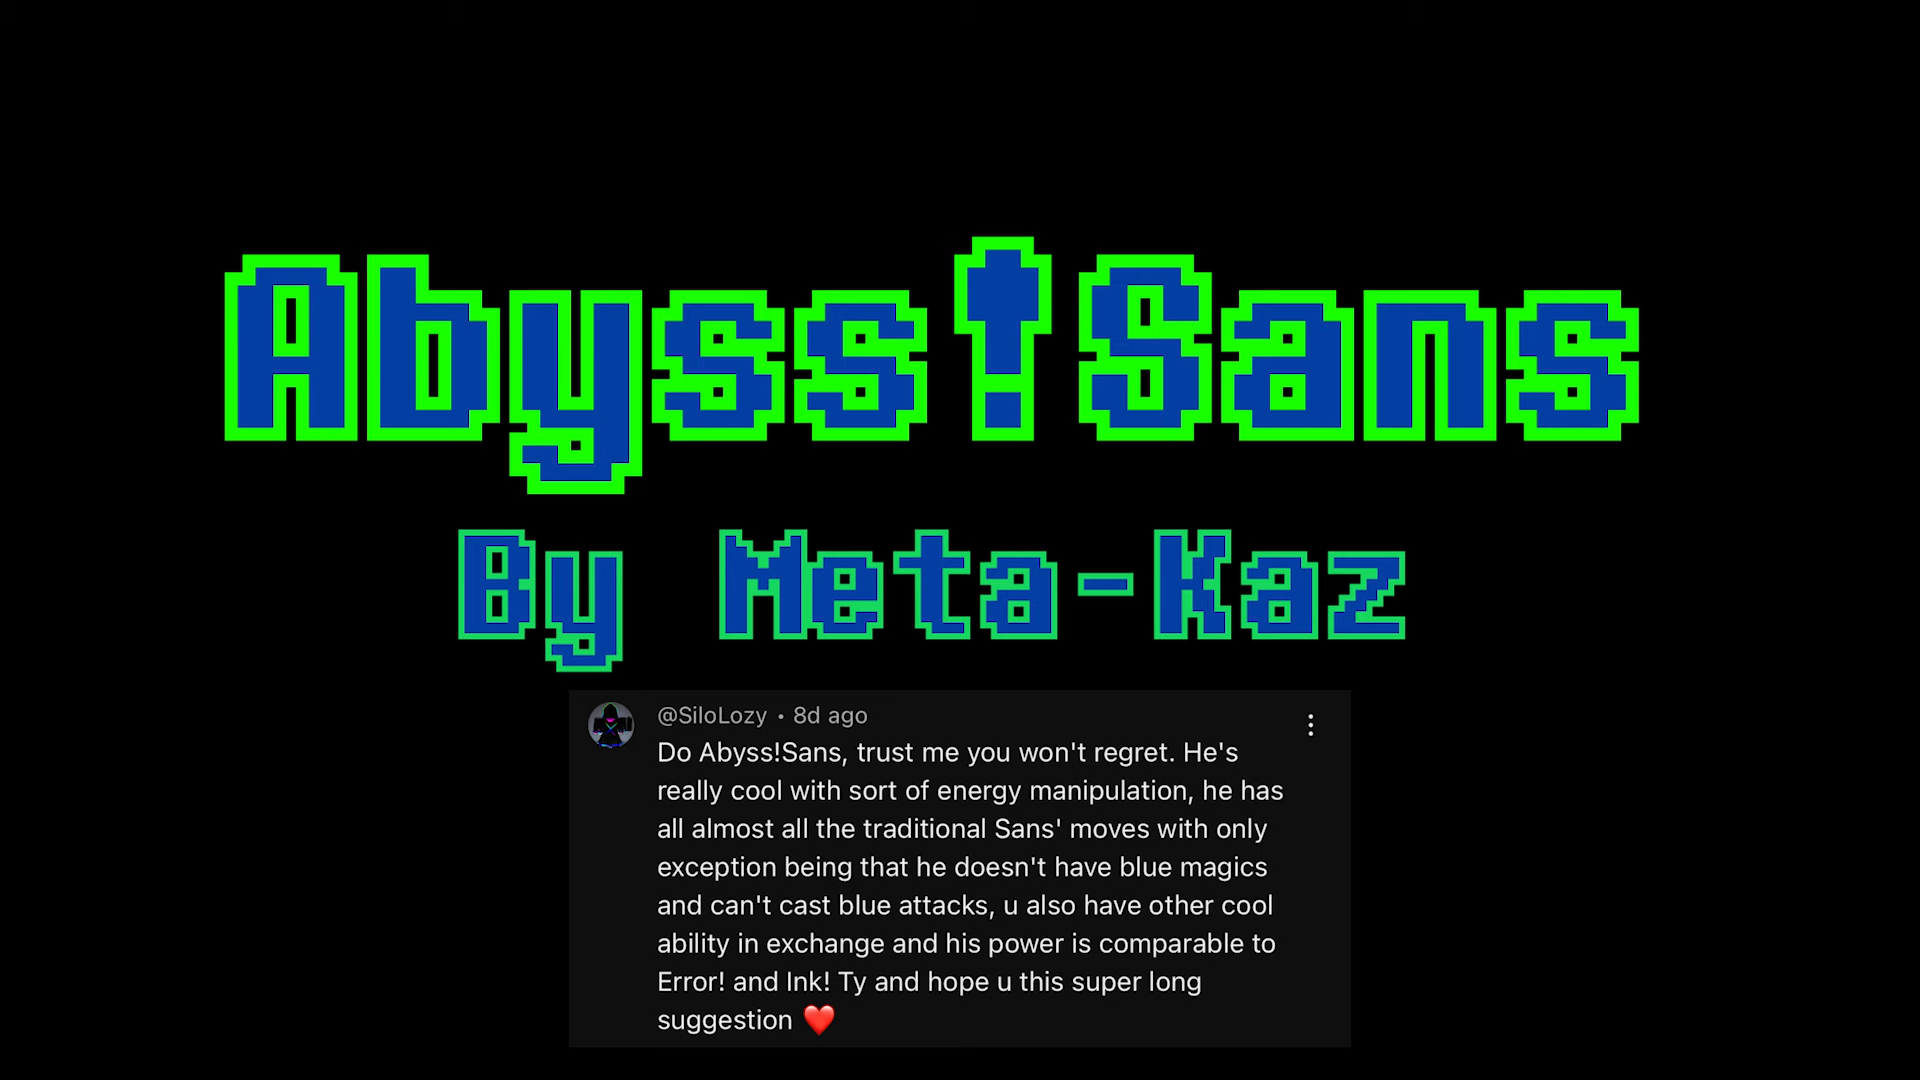 Abyss!Sans
By Meta-Kaz
@SiloLozy • 8d ago
Do Abyss!Sans, trust me you won't regret. He's
really cool with sort of energy manipulation, he has
all almost all the traditional Sans' moves with only
exception being that he doesn't have blue magics
and can't cast blue attacks, u also have other cool
ability in exchange and his power is comparable to
Error! and Ink! Ty and hope u this super long
suggestion ❤️